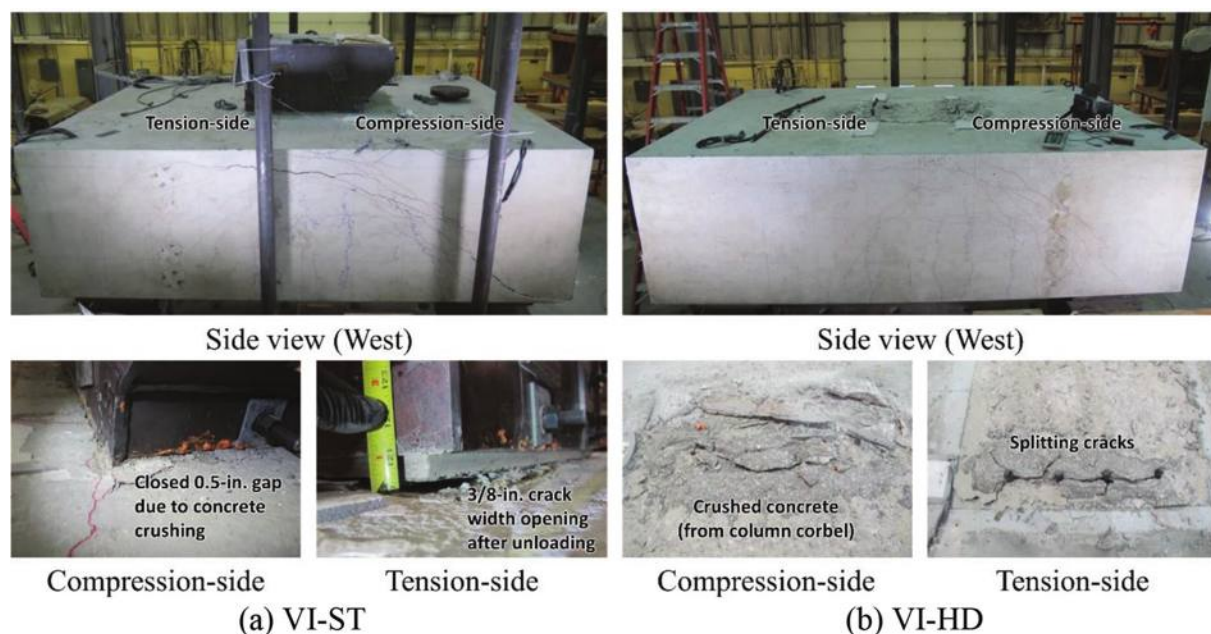 Tension-side
Compression-side
Tension-side
Compression-side
Side view (West)
Side view (West)
Closed 0.5-in. gap
due to concrete
crushing
3/8-in. crack
width opening
after unloading
Crushed concrete
(from column corbel)
Splitting cracks
Compression-side
Tension-side
Compression-side
Tension-side
(a) VI-ST
(b) VI-HD